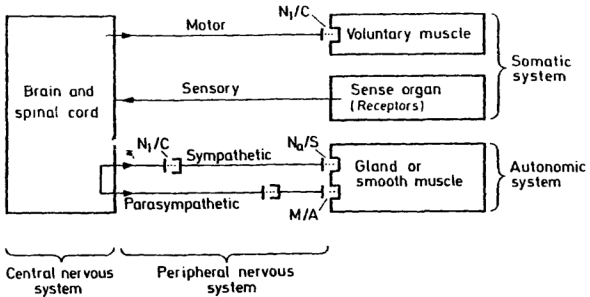 N₁/C
Motor
Voluntary muscle
Brain and
spinal cord
Sensory
Sense organ
(Receptors)
Somatic
system
N₁/C
Sympathetic
Nₐ/S
Gland or
smooth muscle
Autonomic
system
Parasympathetic
M/A
Central nervous
system
Peripheral nervous
system